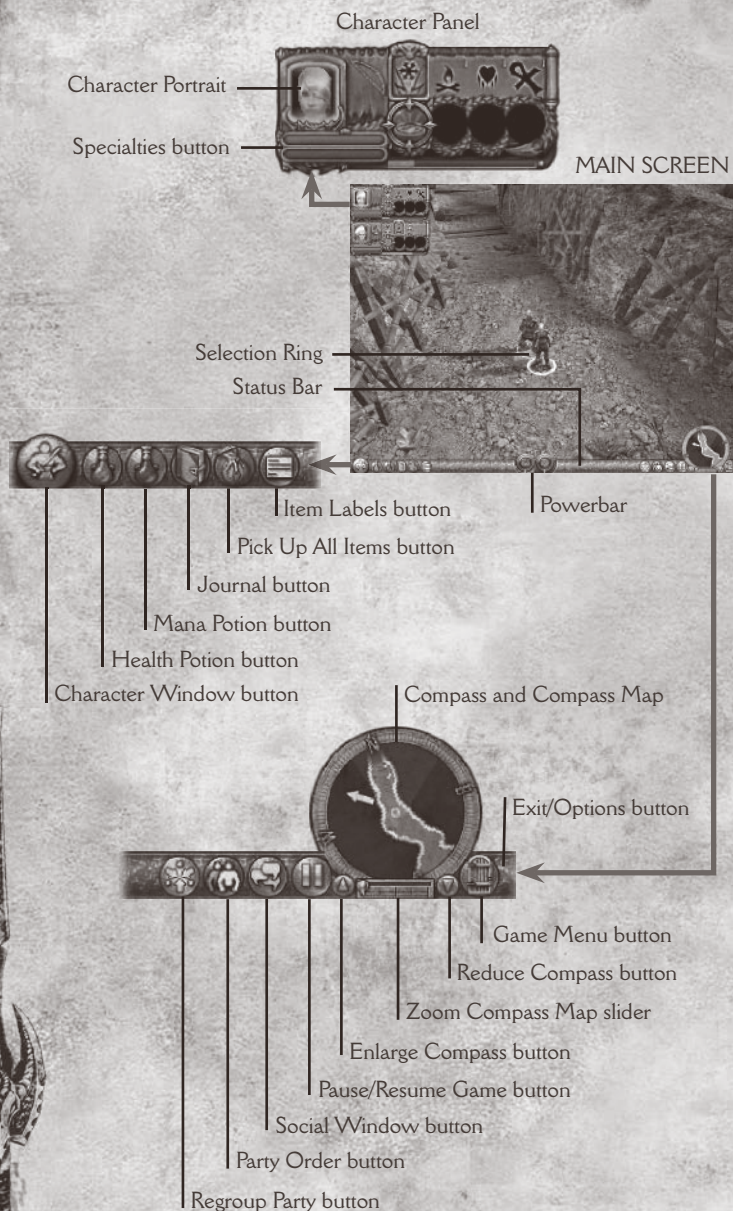 Character Panel
Character Portrait
Specialties button
MAIN SCREEN
Selection Ring
Status Bar
Item Labels button
Powerbar
Pick Up All Items button
Journal button
Mana Potion button
Health Potion button
Character Window button
Compass and Compass Map
Exit/Options button
Game Menu button
Reduce Compass button
Zoom Compass Map slider
Enlarge Compass button
Pause/Resume Game button
Social Window button
Party Order button
Regroup Party button